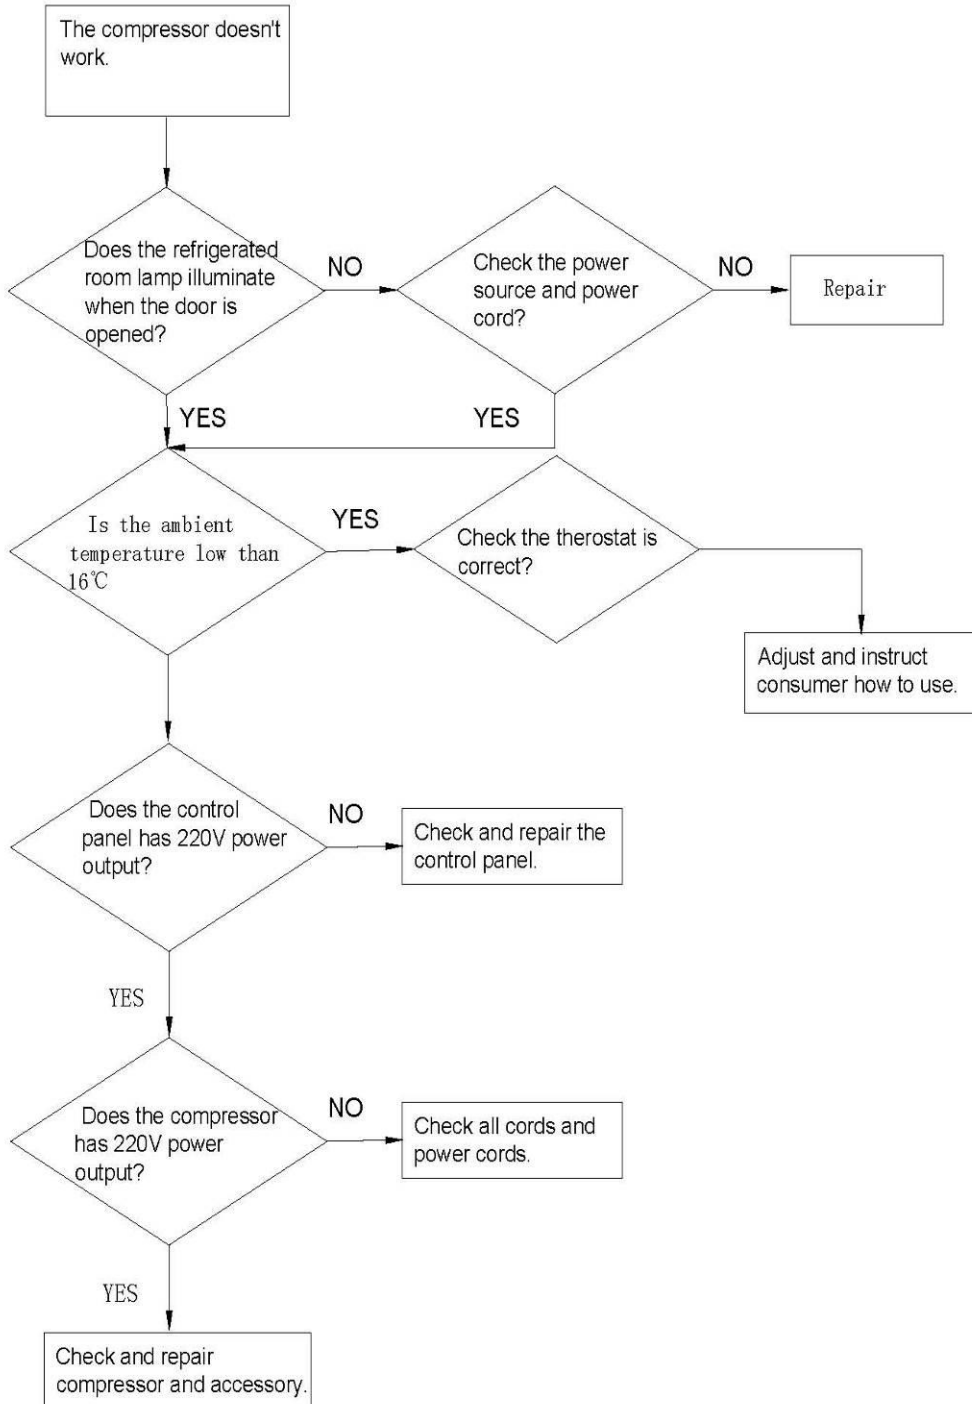 The compressor doesn't
work.
Does the refrigerated
room lamp illuminate
when the door is
opened?
NO
Check the power
source and power
cord?
NO
Repair
YES
YES
Is the ambient
temperature low than
16℃
YES
Check the therostat is
correct?
Adjust and instruct
consumer how to use.
Does the control
panel has 220V power
output?
NO
Check and repair the
control panel.
YES
Does the compressor
has 220V power
output?
NO
Check all cords and
power cords.
YES
Check and repair
compressor and accessory.